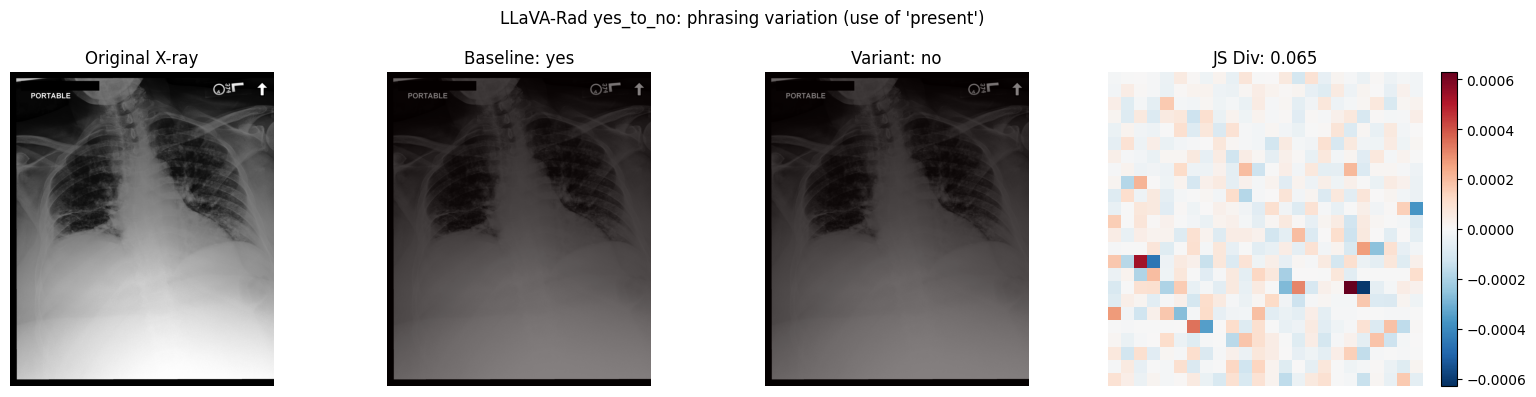 LLaVA-Rad yes_to_no: phrasing variation (use of 'present')
Original X-ray
Baseline: yes
Variant: no
JS Div: 0.065
PORTABLE
PORTABLE
PORTABLE
0.0006
0.0004
0.0002
0.0000
−0.0002
−0.0004
−0.0006